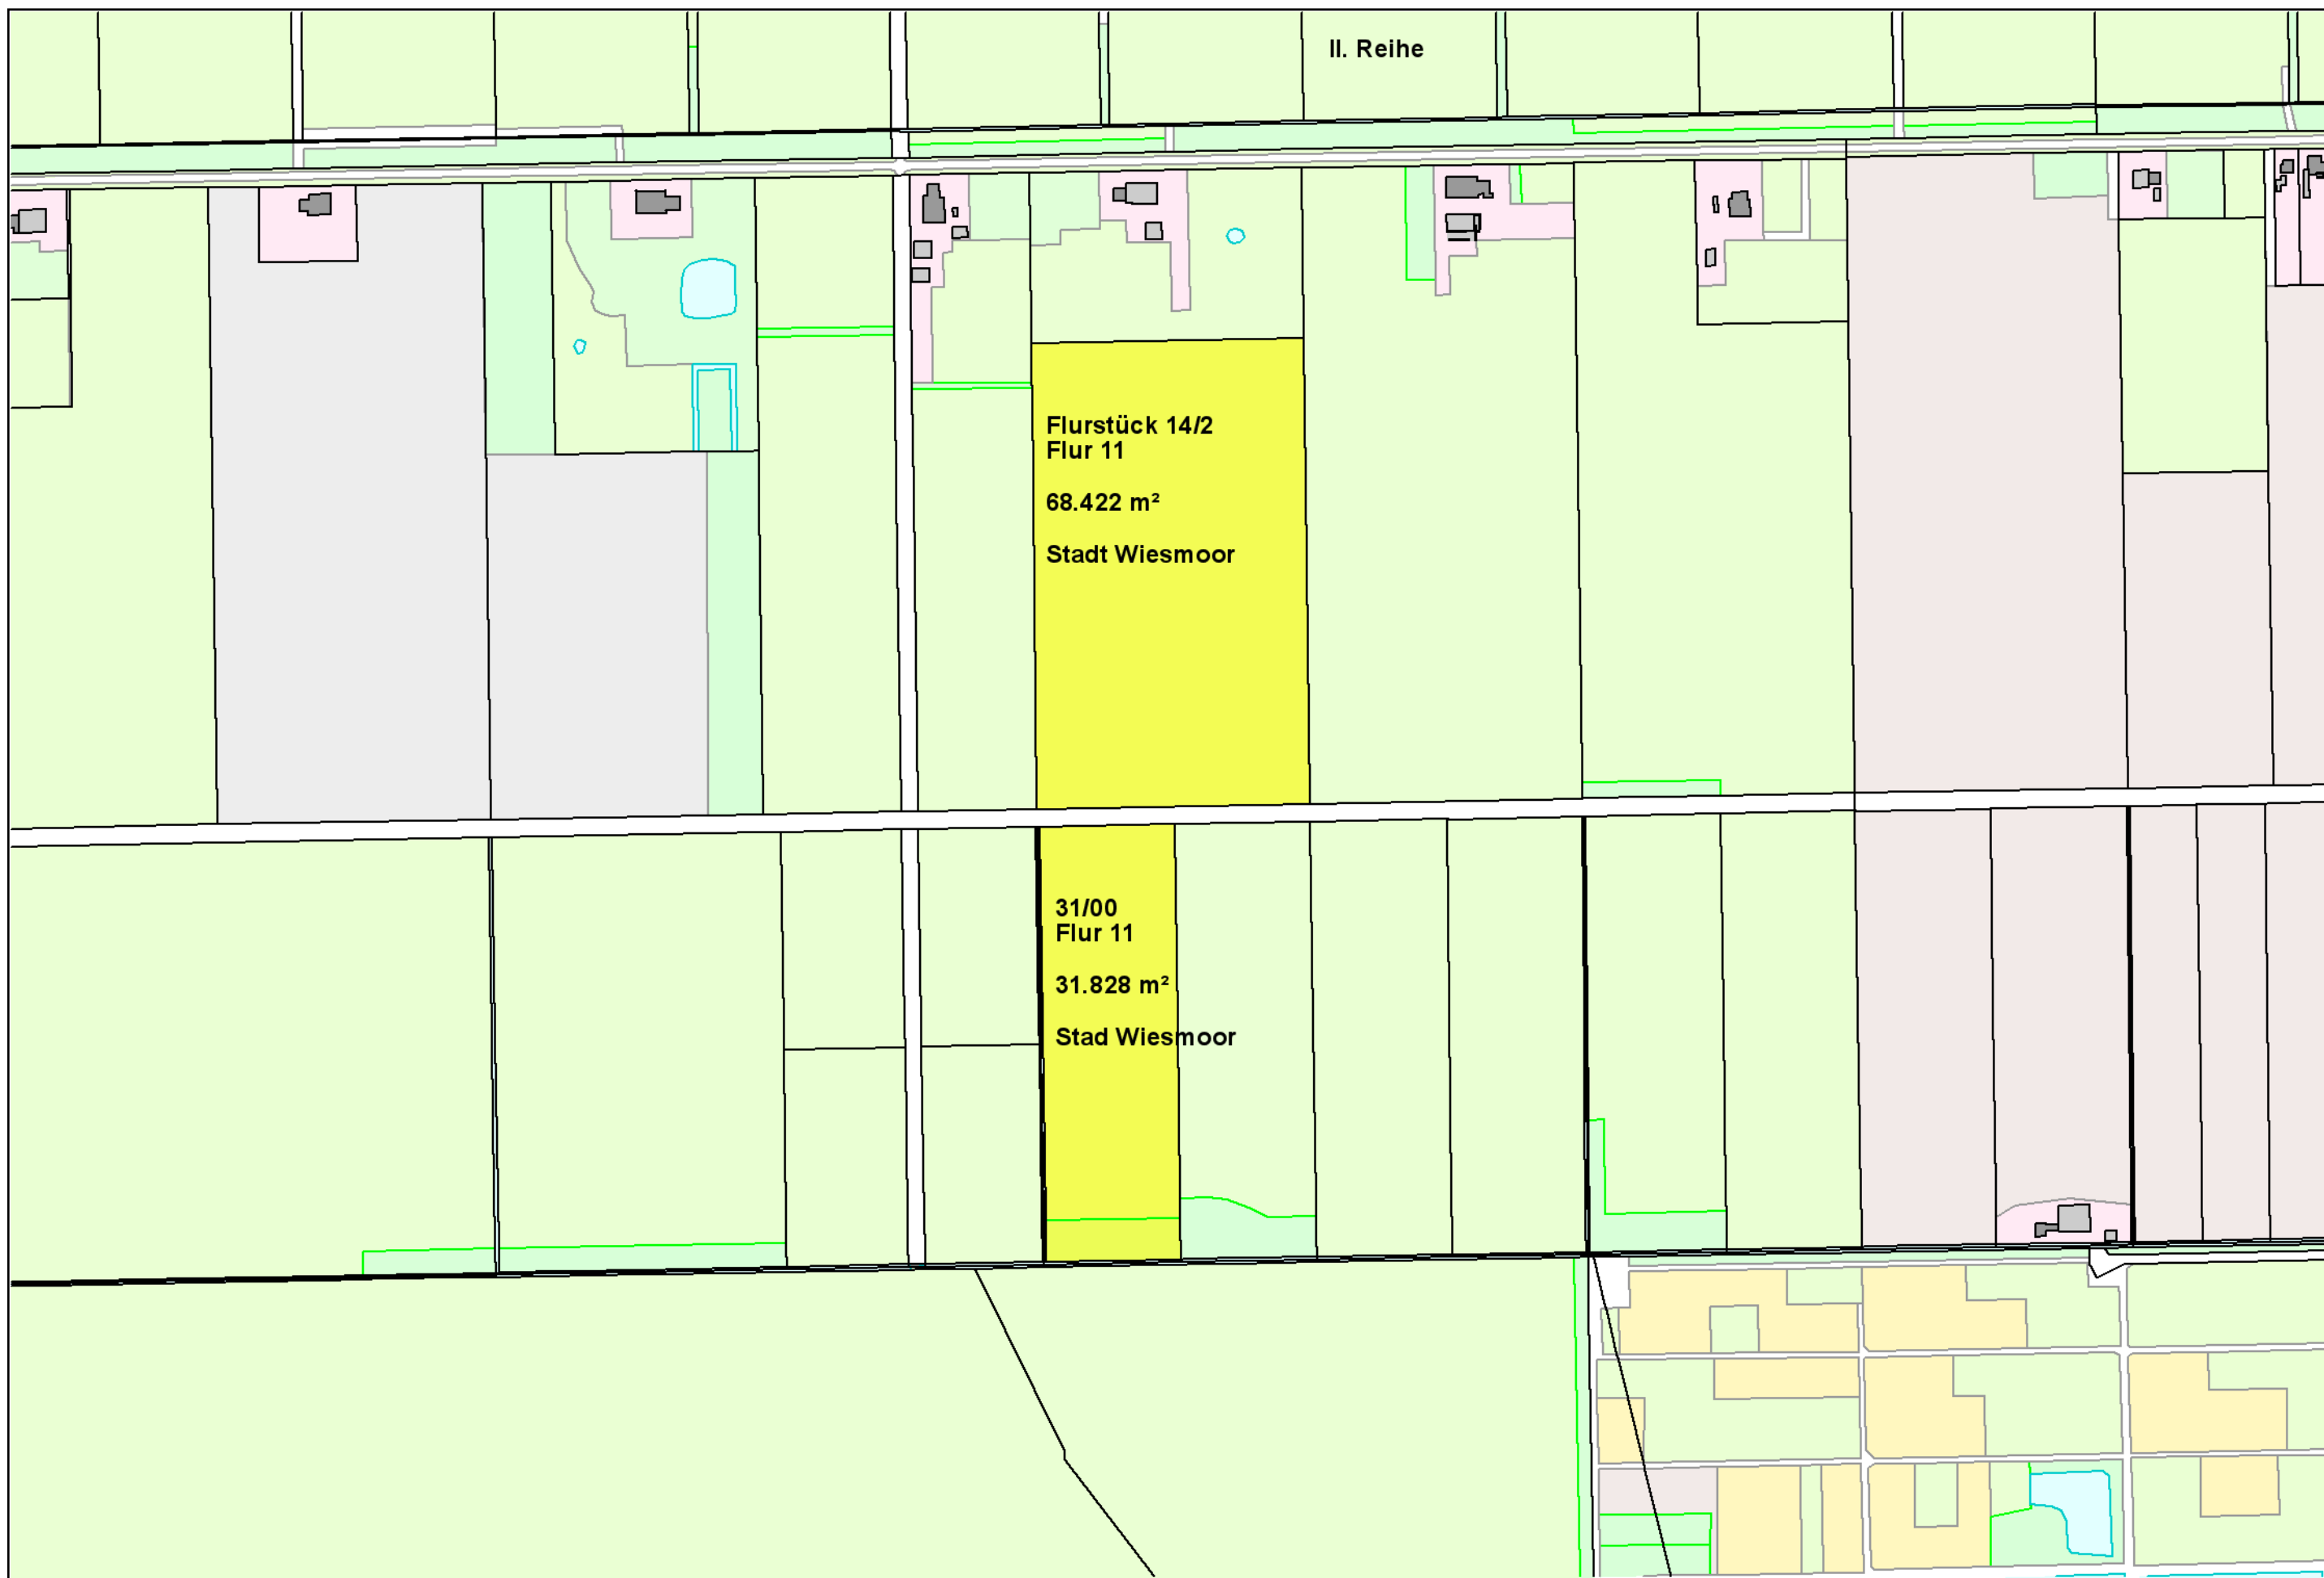 II. Reihe
Flurstück 14/2
Flur 11
68.422 m²
Stadt Wiesmoor
31/00
Flur 11
31.828 m²
Stad Wiesmoor